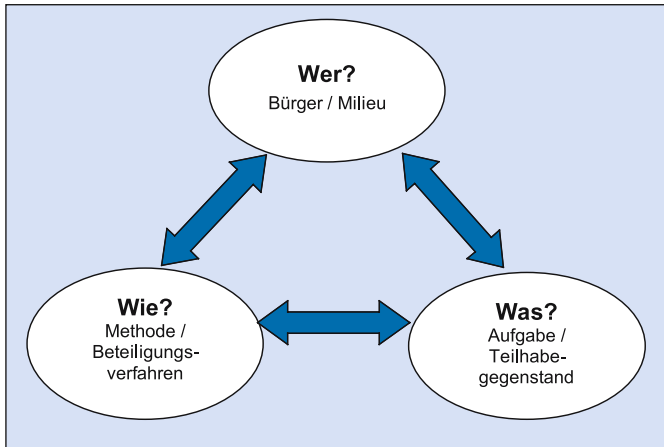 Wer?
Bürger / Milieu
Wie?
Methode /
Beteiligungs-
verfahren
Was?
Aufgabe /
Teilhabe-
gegenstand